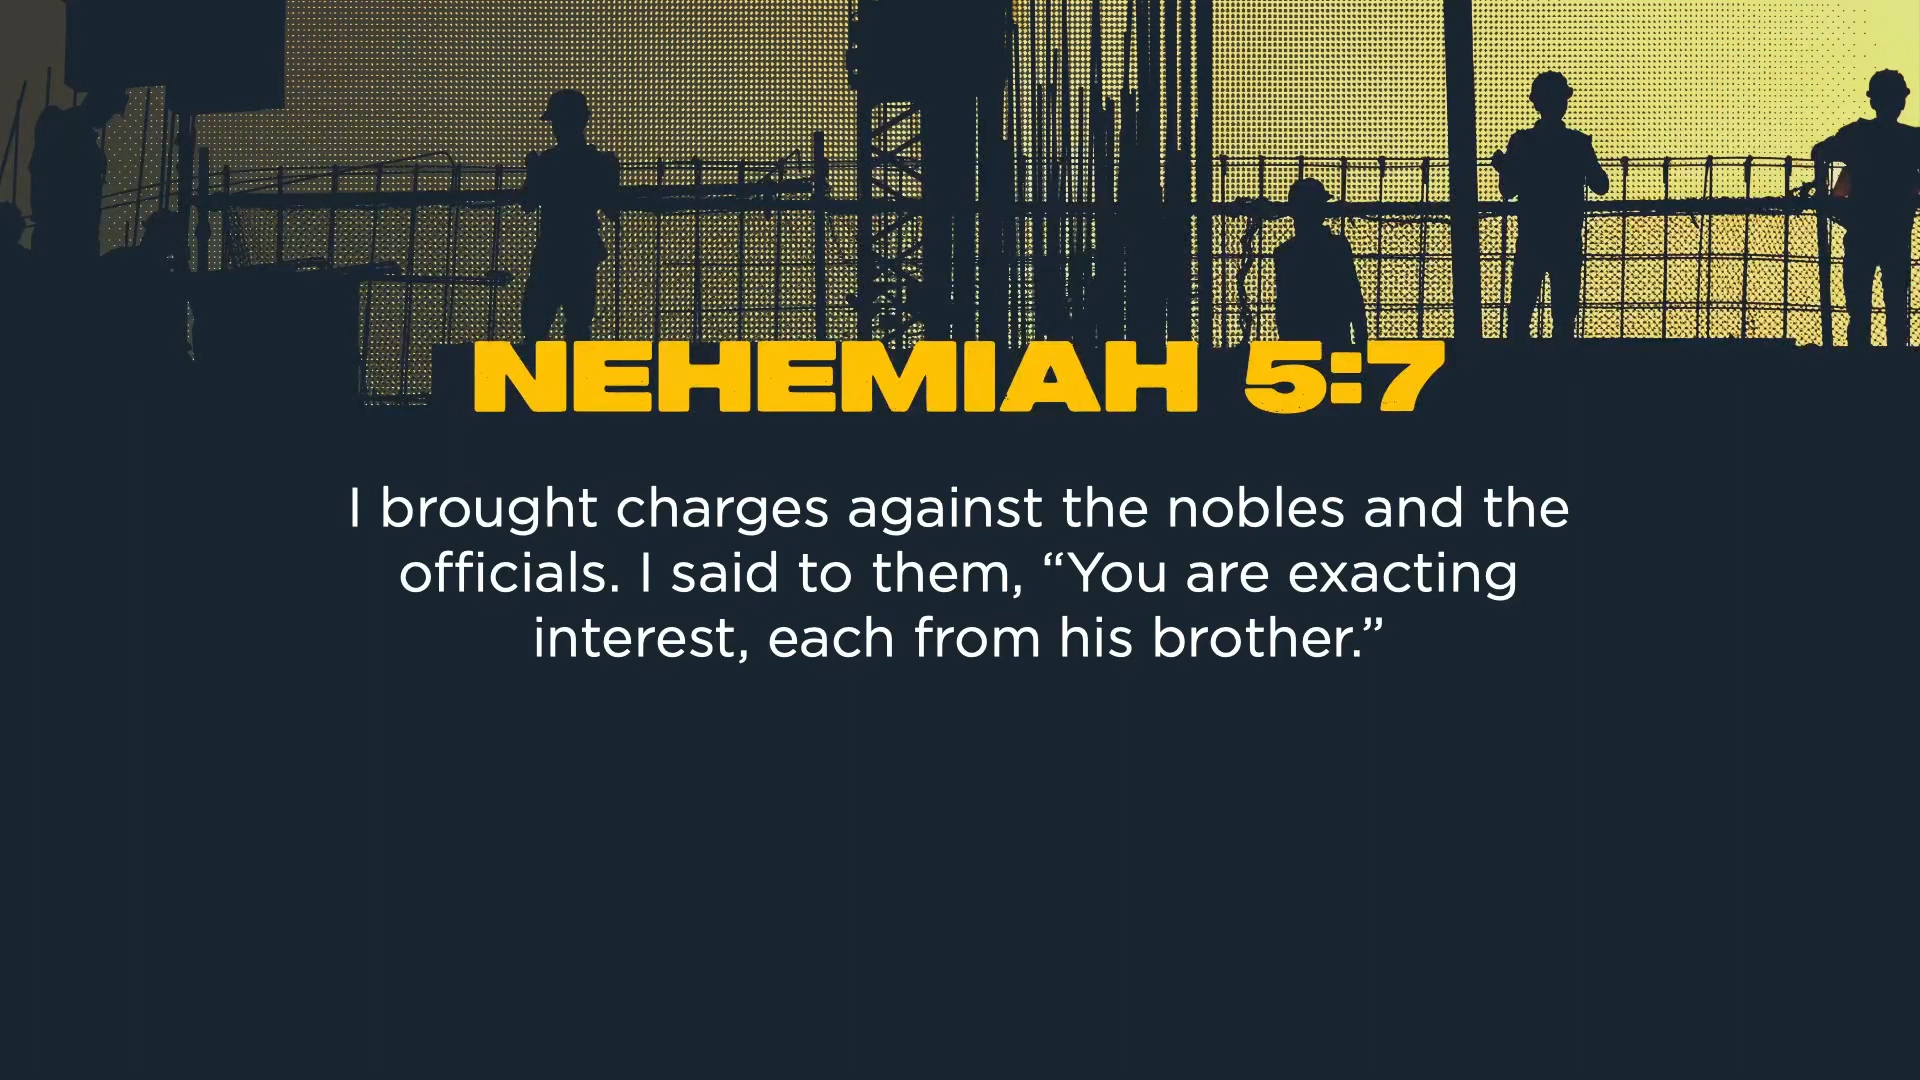 NEHEMIAH 5:7
I brought charges against the nobles and the
officials. I said to them, “You are exacting
interest, each from his brother.”